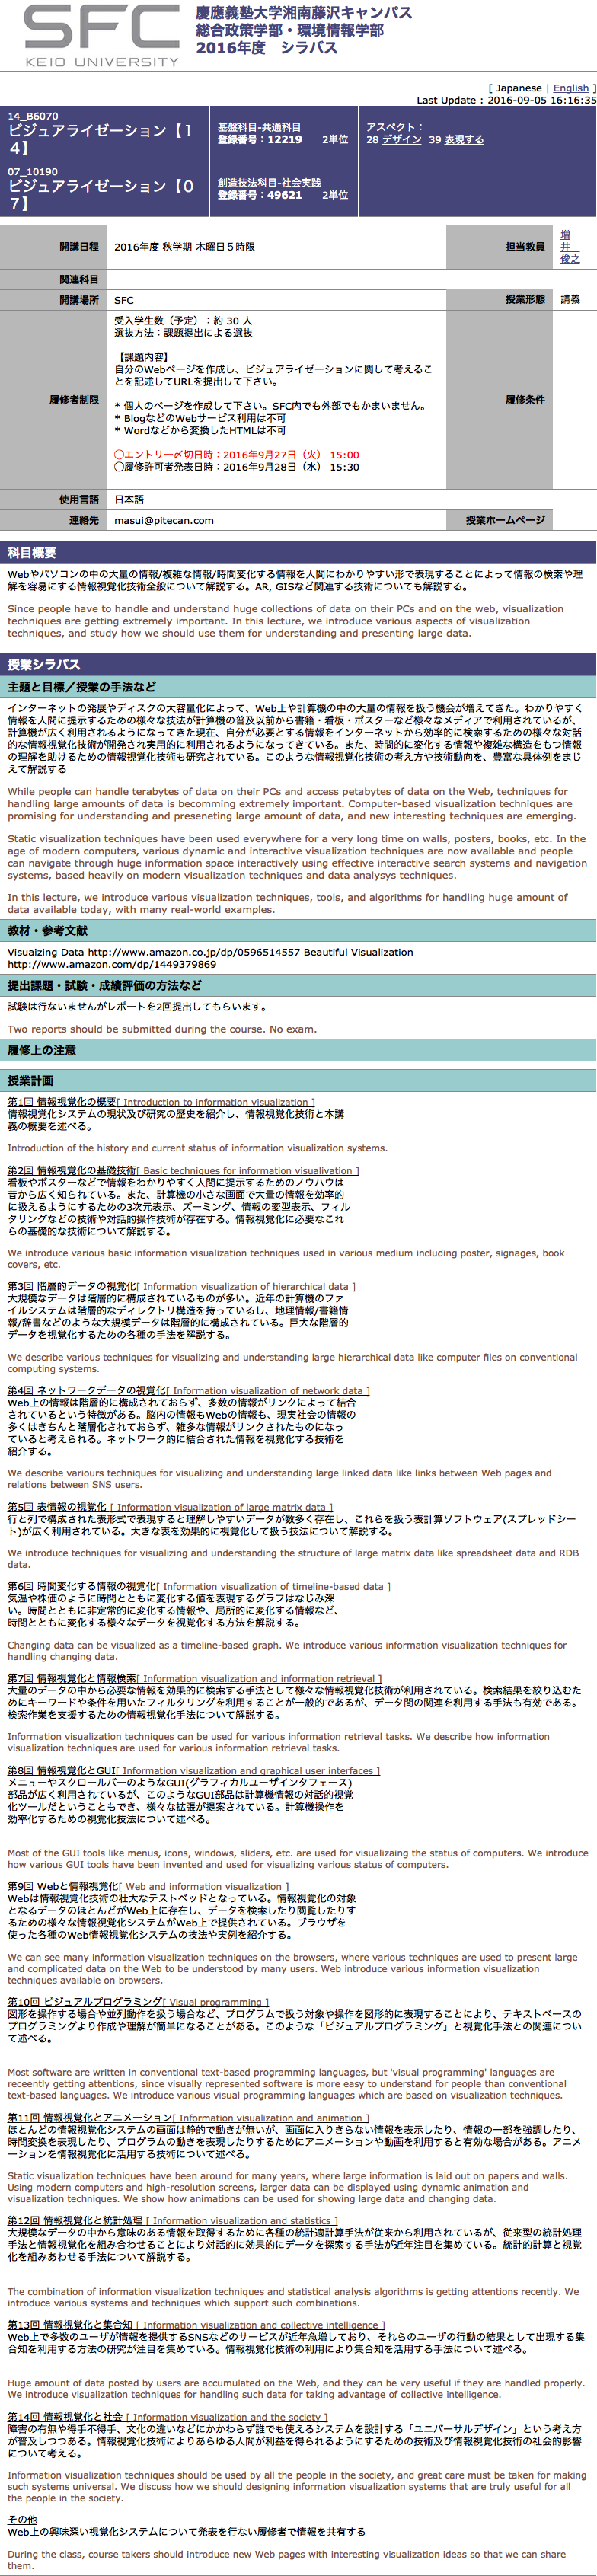 SFC
KEIO UNIVERSITY
慶應義塾大学湘南藤沢キャンパス
総合政策学部・環境情報学部
2016年度 シラバス
[ Japanese | English ]
Last Update : 2016-09-05 16:16:35
14_B6070
ビジュアライゼーション【１
４】
基盤科目-共通科目
登録番号：12219 2単位
アスペクト：
28 デザイン 39 表現する
07_10190
ビジュアライゼーション【０
７】
創造技法科目-社会実践
登録番号：49621 2単位
開講日程 2016年度 秋学期 木曜日５時限
担当教員 増
井
俊之
関連科目
開講場所 SFC
授業形態 講義
履修者制限
受入学生数（予定）：約 30 人
選抜方法：課題提出による選抜
【課題内容】
自分のWebページを作成し、ビジュアライゼーションに関して考えるこ
とを記述してURLを提出して下さい。
* 個人のページを作成して下さい。SFC内でも外部でもかまいません。
* BlogなどのWebサービス利用は不可
* Wordなどから変換したHTMLは不可
◯エントリー〆切日時：2016年9月27日（火） 15:00
◯履修許可者発表日時：2016年9月28日（水） 15:30
履修条件
使用言語 日本語
連絡先 masui@pitecan.com
授業ホームページ
科目概要
Webやパソコンの中の大量の情報/複雑な情報/時間変化する情報を人間にわかりやすい形で表現することによって情報の検索や理
解を容易にする情報視覚化技術全般について解説する。AR, GISなど関連する技術についても解説する。
Since people have to handle and understand huge collections of data on their PCs and on the web, visualization
techniques are getting extremely important. In this lecture, we introduce various aspects of visualization
techniques, and study how we should use them for understanding and presenting large data.
授業シラバス
主題と目標／授業の手法など
インターネットの発展やディスクの大容量化によって、Web上や計算機の中の大量の情報を扱う機会が増えてきた。わかりやすく
情報を人間に提示するための様々な技法が計算機の普及以前から書籍・看板・ポスターなど様々なメディアで利用されているが、
計算機が広く利用されるようになってきた現在、自分が必要とする情報をインターネットから効率的に検索するための様々な対話
的な情報視覚化技術が開発され実用的に利用されるようになってきている。また、時間的に変化する情報や複雑な構造をもつ情報
の理解を助けるための情報視覚化技術も研究されている。このような情報視覚化技術の考え方や技術動向を、豊富な具体例をまじ
えて解説する
While people can handle terabytes of data on their PCs and access petabytes of data on the Web, techniques for
handling large amounts of data is becomming extremely important. Computer-based visualization techniques are
promising for understanding and preseneting large amount of data, and new interesting techniques are emerging.
Static visualization techniques have been used everywhere for a very long time on walls, posters, books, etc. In the
age of modern computers, various dynamic and interactive visualization techniques are now available and people
can navigate through huge information space interactively using effective interactive search systems and navigation
systems, based heavily on modern visualization techniques and data analysys techniques.
In this lecture, we introduce various visualization techniques, tools, and algorithms for handling huge amount of
data available today, with many real-world examples.
教材・参考文献
Visuaizing Data http://www.amazon.co.jp/dp/0596514557 Beautiful Visualization
http://www.amazon.com/dp/1449379869
提出課題・試験・成績評価の方法など
試験は行ないませんがレポートを2回提出してもらいます。
Two reports should be submitted during the course. No exam.
履修上の注意
授業計画
第1回 情報視覚化の概要[ Introduction to information visualization ]
情報視覚化システムの現状及び研究の歴史を紹介し、情報視覚化技術と本講
義の概要を述べる。
Introduction of the history and current status of information visualization systems.
第2回 情報視覚化の基礎技術[ Basic techniques for information visualivation ]
看板やポスターなどで情報をわかりやすく人間に提示するためのノウハウは
昔から広く知られている。また、計算機の小さな画面で大量の情報を効率的
に扱えるようにするための3次元表示、ズーミング、情報の変型表示、フィル
タリングなどの技術や対話的操作技術が存在する。情報視覚化に必要なこれ
らの基礎的な技術について解説する。
We introduce various basic information visualization techniques used in various medium including poster, signages, book
covers, etc.
第3回 階層的データの視覚化[ Information visualization of hierarchical data ]
大規模なデータは階層的に構成されているものが多い。近年の計算機のファ
イルシステムは階層的なディレクトリ構造を持っているし、地理情報/書籍情
報/辞書などのような大規模データは階層的に構成されている。巨大な階層的
データを視覚化するための各種の手法を解説する。
We describe various techniques for visualizing and understanding large hierarchical data like computer files on conventional
computing systems.
第4回 ネットワークデータの視覚化[ Information visualization of network data ]
Web上の情報は階層的に構成されておらず、多数の情報がリンクによって結合
されているという特徴がある。脳内の情報もWebの情報も、現実社会の情報の
多くはきちんと階層化されておらず、雑多な情報がリンクされたものになっ
ていると考えられる。ネットワーク的に結合された情報を視覚化する技術を
紹介する。
We describe variours techniques for visualizing and understanding large linked data like links between Web pages and
relations between SNS users.
第5回 表情報の視覚化 [ Information visualization of large matrix data ]
行と列で構成された表形式で表現すると理解しやすいデータが数多く存在し、これらを扱う表計算ソフトウェア(スプレッドシー
ト)が広く利用されている。大きな表を効果的に視覚化して扱う技法について解説する。
We introduce techniques for visualizing and understanding the structure of large matrix data like spreadsheet data and RDB
data.
第6回 時間変化する情報の視覚化[ Information visualization of timeline-based data ]
気温や株価のように時間とともに変化する値を表現するグラフはなじみ深
い。時間とともに非定常的に変化する情報や、局所的に変化する情報など、
時間とともに変化する様々なデータを視覚化する方法を解説する。
Changing data can be visualized as a timeline-based graph. We introduce various information visualization techniques for
handling changing data.
第7回 情報視覚化と情報検索[ Information visualization and information retrieval ]
大量のデータの中から必要な情報を効果的に検索する手法として様々な情報視覚化技術が利用されている。検索結果を絞り込むた
めにキーワードや条件を用いたフィルタリングを利用することが一般的であるが、データ間の関連を利用する手法も有効である。
検索作業を支援するための情報視覚化手法について解説する。
Information visualization techniques can be used for various information retrieval tasks. We describe how information
visualization techniques are used for various information retrieval tasks.
第8回 情報視覚化とGUI[ Information visualization and graphical user interfaces ]
メニューやスクロールバーのようなGUI(グラフィカルユーザインタフェース)
部品が広く利用されているが、このようなGUI部品は計算機情報の対話的視覚
化ツールだということもでき、様々な拡張が提案されている。計算機操作を
効率化するための視覚化技法について述べる。
Most of the GUI tools like menus, icons, windows, sliders, etc. are used for visualizaing the status of computers. We introduce
how various GUI tools have been invented and used for visualizing various status of computers.
第9回 Webと情報視覚化[ Web and information visualization ]
Webは情報視覚化技術の壮大なテストベッドとなっている。情報視覚化の対象
となるデータのほとんどがWeb上に存在し、データを検索したり閲覧したりす
るための様々な情報視覚化システムがWeb上で提供されている。ブラウザを
使った各種のWeb情報視覚化システムの技法や実例を紹介する。
We can see many information visualization techniques on the browsers, where various techniques are used to present large
and complicated data on the Web to be understood by many users. Web introduce various information visualization
techniques available on browsers.
第10回 ビジュアルプログラミング[ Visual programming ]
図形を操作する場合や並列動作を扱う場合など、プログラムで扱う対象や操作を図形的に表現することにより、テキストベースの
プログラミングより作成や理解が簡単になることがある。このような「ビジュアルプログラミング」と視覚化手法との関連につい
て述べる。
Most software are written in conventional text-based programming languages, but 'visual programming' languages are
recently getting attentions, since visually represented software is more easy to understand for people than conventional
text-based languages. We introduce various visual programming languages which are based on visualization techniques.
第11回 情報視覚化とアニメーション[ Information visualization and animation ]
ほとんどの情報視覚化システムの画面は静的で動きが無いが、画面に入りきらない情報を表示したり、情報の一部を強調したり、
時間変換を表現したり、プログラムの動きを表現したりするためにアニメーションや動画を利用すると有効な場合がある。アニメ
ーションを情報視覚化に活用する技術について述べる。
Static visualization techniques have been around for many years, where large information is laid out on papers and walls.
Using modern computers and high-resolution screens, larger data can be displayed using dynamic animation and
visualization techniques. We show how animations can be used for showing large data and changing data.
第12回 情報視覚化と統計処理 [ Information visualization and statistics ]
大規模なデータの中から意味のある情報を取得するために各種の統計適計算手法が従来から利用されているが、従来型の統計処理
手法と情報視覚化を組み合わせることにより対話的に効果的にデータを探索する手法が近年注目を集めている。統計的計算と視覚
化を組みあわせる手法について解説する。
The combination of information visualization techniques and statistical analysis algorithms is getting attentions recently. We
introduce various systems and techniques which support such combinations.
第13回 情報視覚化と集合知 [ Information visualization and collective intelligence ]
Web上で多数のユーザが情報を提供するSNSなどのサービスが近年急増しており、それらのユーザの行動の結果として出現する集
合知を利用する方法の研究が注目を集めている。情報視覚化技術の利用により集合知を活用する手法について述べる。
Huge amount of data posted by users are accumulated on the Web, and they can be very useful if they are handled properly.
We introduce visualization techniques for handling such data for taking advantage of collective intelligence.
第14回 情報視覚化と社会 [ Information visualization and the society ]
障害の有無や得手不得手、文化の違いなどにかかわらず誰でも使えるシステムを設計する「ユニバーサルデザイン」という考え方
が普及しつつある。情報視覚化技術によりあらゆる人間が利益を得られるようにするための技術及び情報視覚化技術の社会的影響
について考える。
Information visualization techniques should be used by all the people in the society, and great care must be taken for making
such systems universal. We discuss how we should designing information visualization systems that are truly useful for all
the people in the society.
その他
Web上の興味深い視覚化システムについて発表を行ない履修者で情報を共有する
During the class, course takers should introduce new Web pages with interesting visualization ideas so that we can share
them.